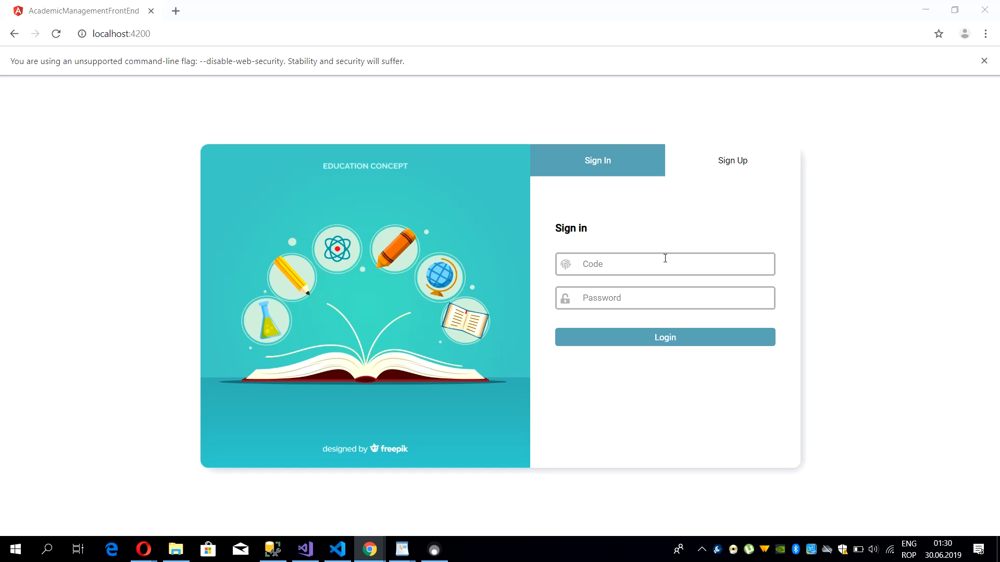 AcademicManagementFrontEnd
localhost:4200
You are using an unsupported command-line flag: --disable-web-security. Stability and security will suffer.
EDUCATION CONCEPT
Sign In
Sign Up
Sign in
Code
Password
Login
designed by freepik
ENG
ROP
01:30
30.06.2019